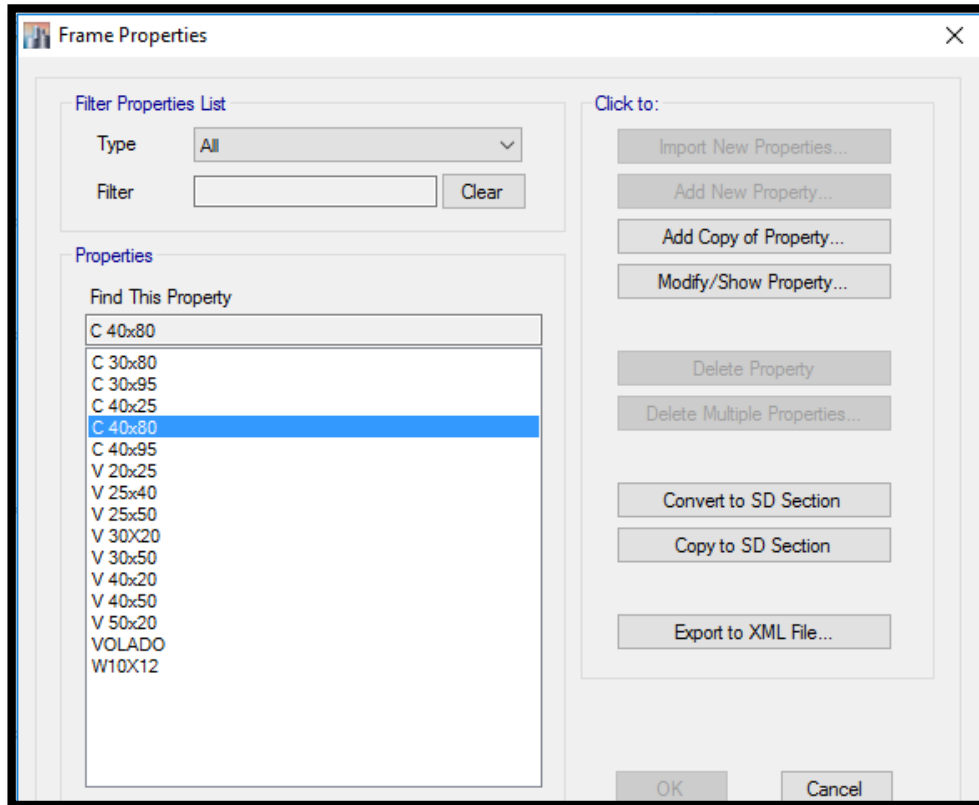 Frame Properties
Filter Properties List
Type
All
Filter
Clear
Properties
Find This Property
C 40x80
C 30x80
C 30x95
C 40x25
C 40x80
C 40x95
V 20x25
V 25x40
V 25x50
V 30X20
V 30x50
V 40x20
V 40x50
V 50x20
VOLADO
W10X12
Click to:
Import New Properties...
Add New Property...
Add Copy of Property...
Modify/Show Property...
Delete Property
Delete Multiple Properties...
Convert to SD Section
Copy to SD Section
Export to XML File...
OK
Cancel